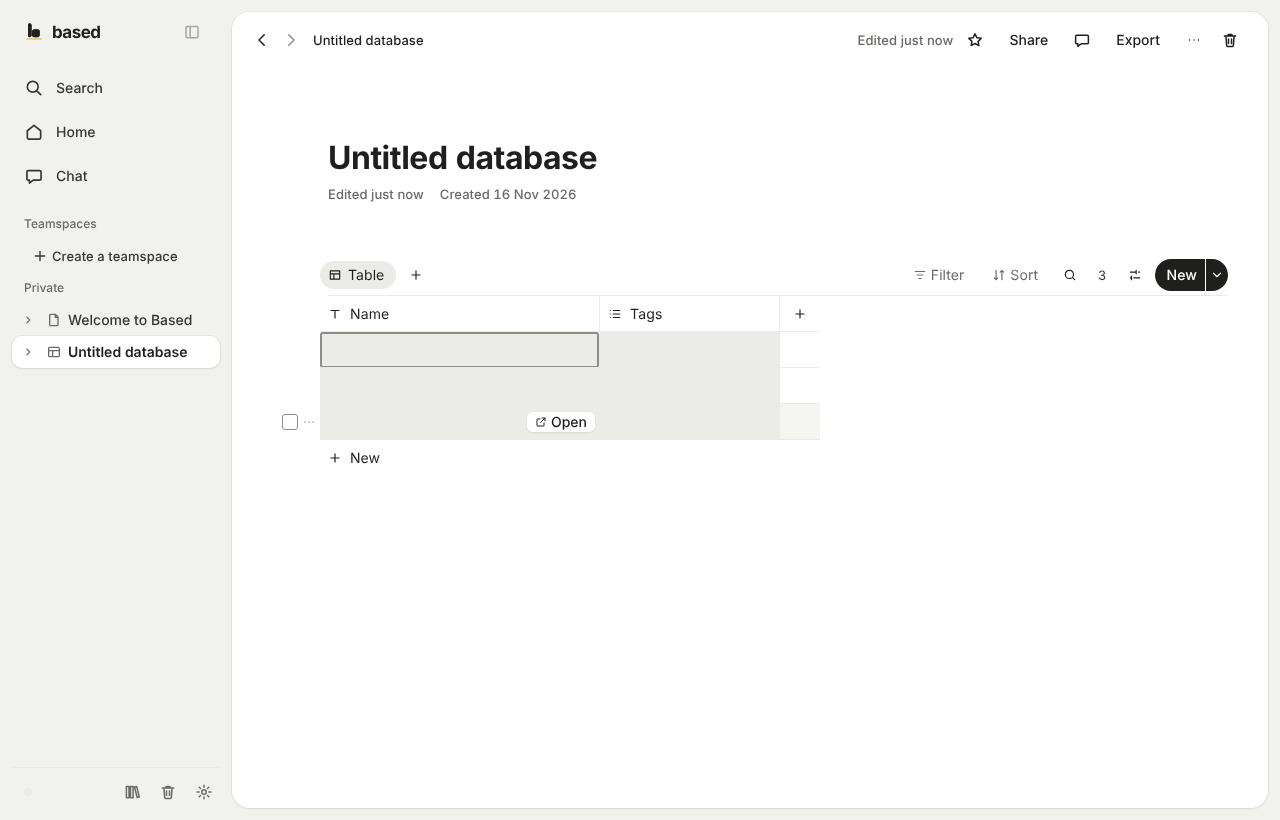 based
Untitled database
Edited just now
Share
Export
Search
Home
Chat
Teamspaces
Create a teamspace
Private
Welcome to Based
Untitled database
Untitled database
Edited just now Created 16 Nov 2026
Table
Filter
Sort
3
New
Name
Tags
Open
New